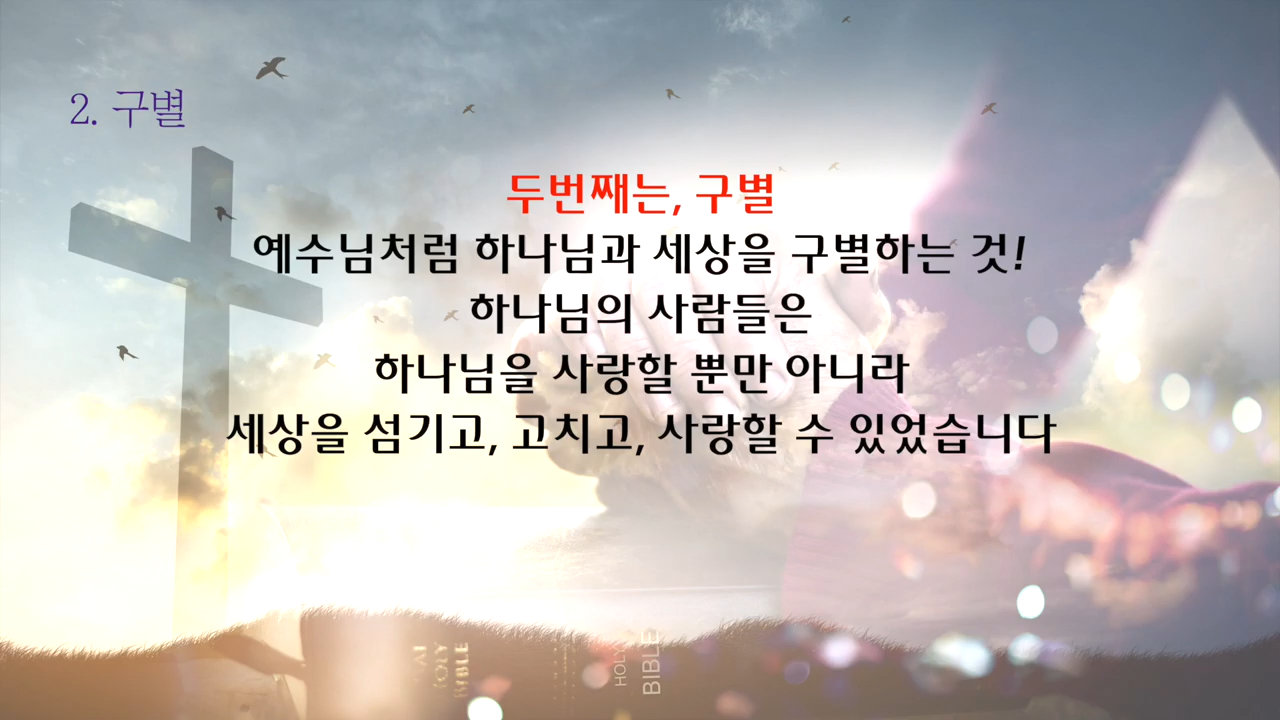 2. 구별
두번째는, 구별
예수님처럼 하나님과 세상을 구별하는 것!
하나님의 사람들은
하나님을 사랑할 뿐만 아니라
세상을 섬기고, 고치고, 사랑할 수 있었습니다
HOLY
BIBLE
HOLY
BIBLE